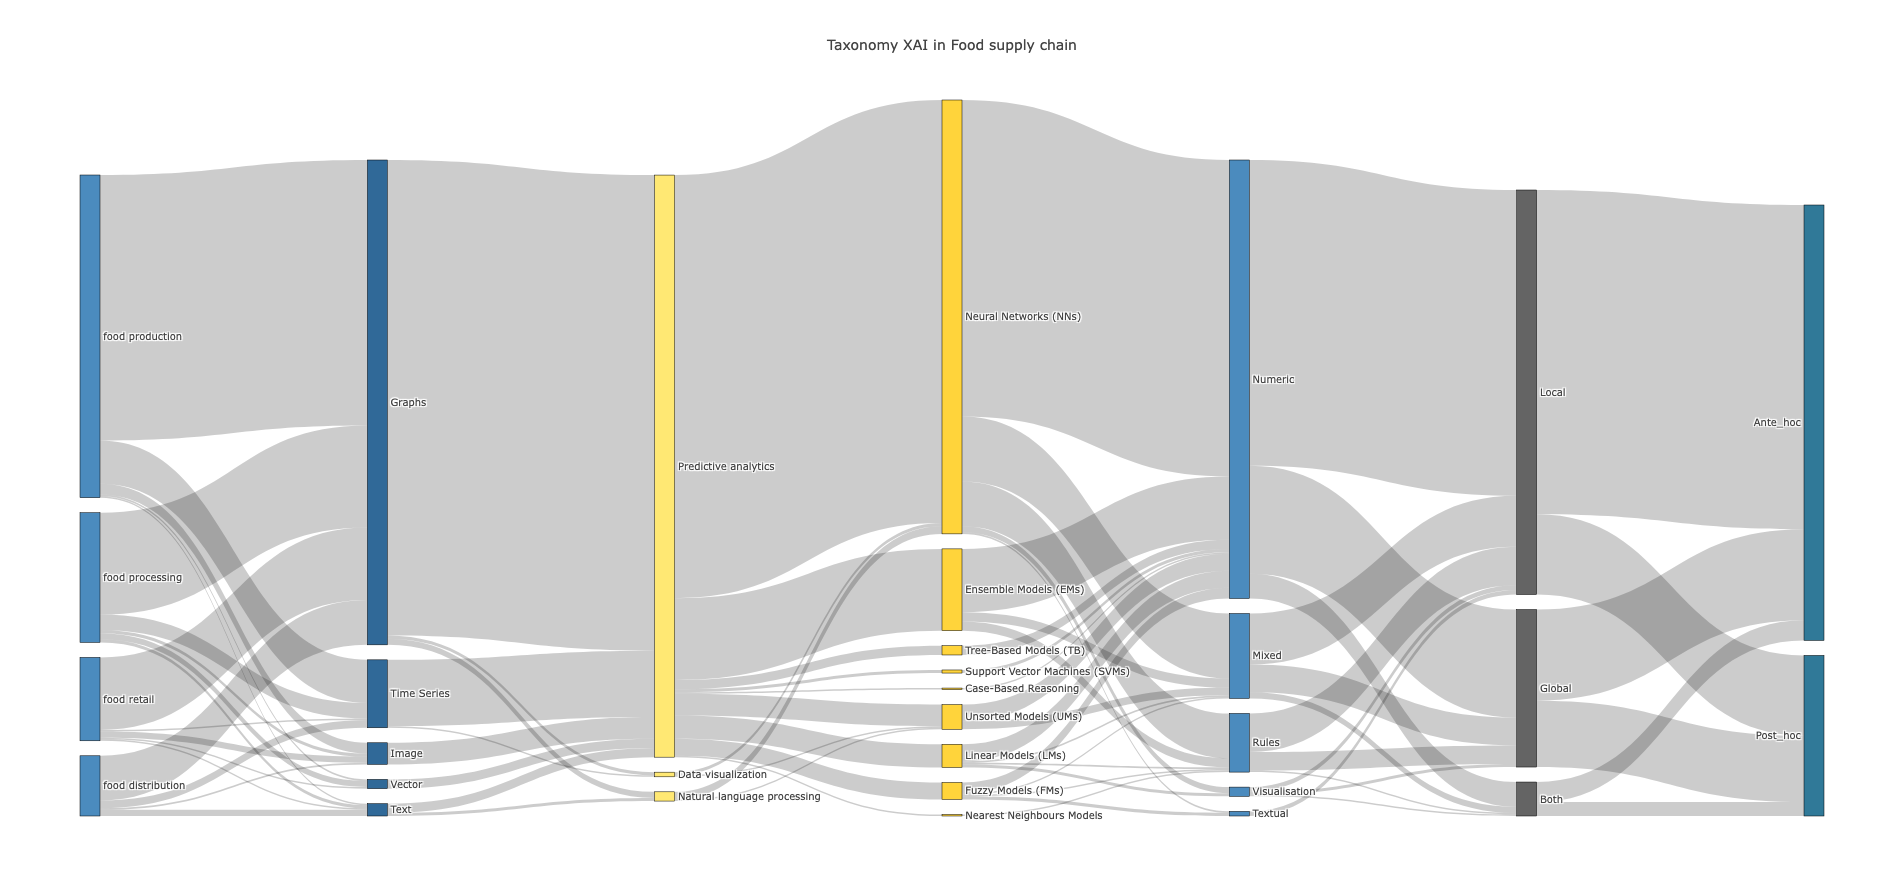 Taxonomy XAI in Food supply chain
food production
food processing
food retail
food distribution
Graphs
Time Series
Image
Vector
Text
Predictive analytics
Data visualization
Natural language processing
Neural Networks (NNs)
Ensemble Models (EMs)
Tree-Based Models (TB)
Support Vector Machines (SVMs)
Case-Based Reasoning
Unsorted Models (UMs)
Linear Models (LMs)
Fuzzy Models (FMs)
Nearest Neighbours Models
Numeric
Mixed
Rules
Visualisation
Textual
Local
Global
Both
Ante_hoc
Post_hoc